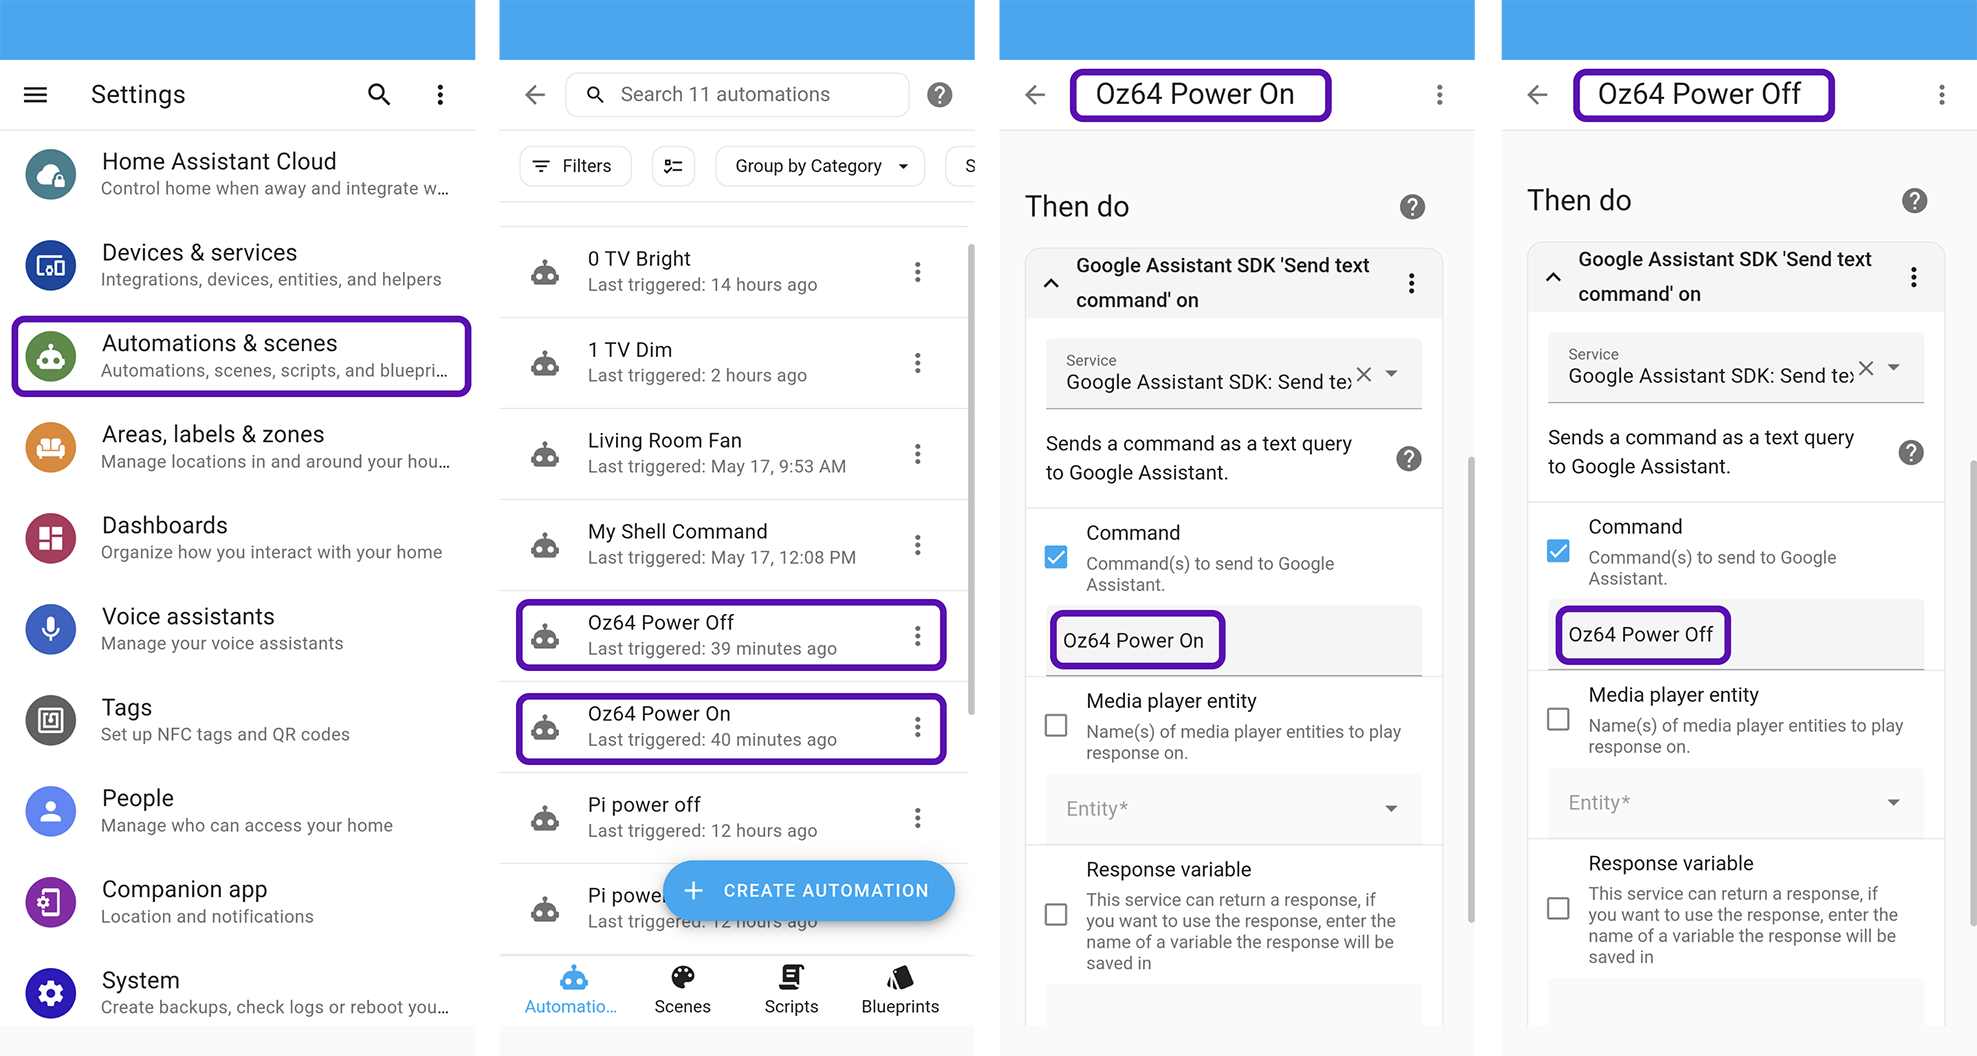 Settings
Home Assistant Cloud
Control home when away and integrate w...
Devices & services
Integrations, devices, entities, and helpers
Automations & scenes
Automations, scenes, scripts, and bluepri...
Areas, labels & zones
Manage locations in and around your hou...
Dashboards
Organize how you interact with your home
Voice assistants
Manage your voice assistants
Tags
Set up NFC tags and QR codes
People
Manage who can access your home
Companion app
Location and notifications
System
Create backups, check logs or reboot you...
Search 11 automations
Filters
Group by Category
S
0 TV Bright
Last triggered: 14 hours ago
1 TV Dim
Last triggered: 2 hours ago
Living Room Fan
Last triggered: May 17, 9:53 AM
My Shell Command
Last triggered: May 17, 12:08 PM
Oz64 Power Off
Last triggered: 39 minutes ago
Oz64 Power On
Last triggered: 40 minutes ago
Pi power off
Last triggered: 12 hours ago
Pi powe
Last triggered: 12 hours ago
CREATE AUTOMATION
Automatio...
Scenes
Scripts
Blueprints
Oz64 Power On
Then do
Google Assistant SDK 'Send text
command' on
Service
Google Assistant SDK: Send tex
Sends a command as a text query
to Google Assistant.
Command
Command(s) to send to Google
Assistant.
Oz64 Power On
Media player entity
Name(s) of media player entities to play
response on.
Entity*
Response variable
This service can return a response, if
you want to use the response, enter the
name of a variable the response will be
saved in
Oz64 Power Off
Then do
Google Assistant SDK 'Send text
command' on
Service
Google Assistant SDK: Send tex
Sends a command as a text query
to Google Assistant.
Command
Command(s) to send to Google
Assistant.
Oz64 Power Off
Media player entity
Name(s) of media player entities to play
response on.
Entity*
Response variable
This service can return a response, if
you want to use the response, enter the
name of a variable the response will be
saved in